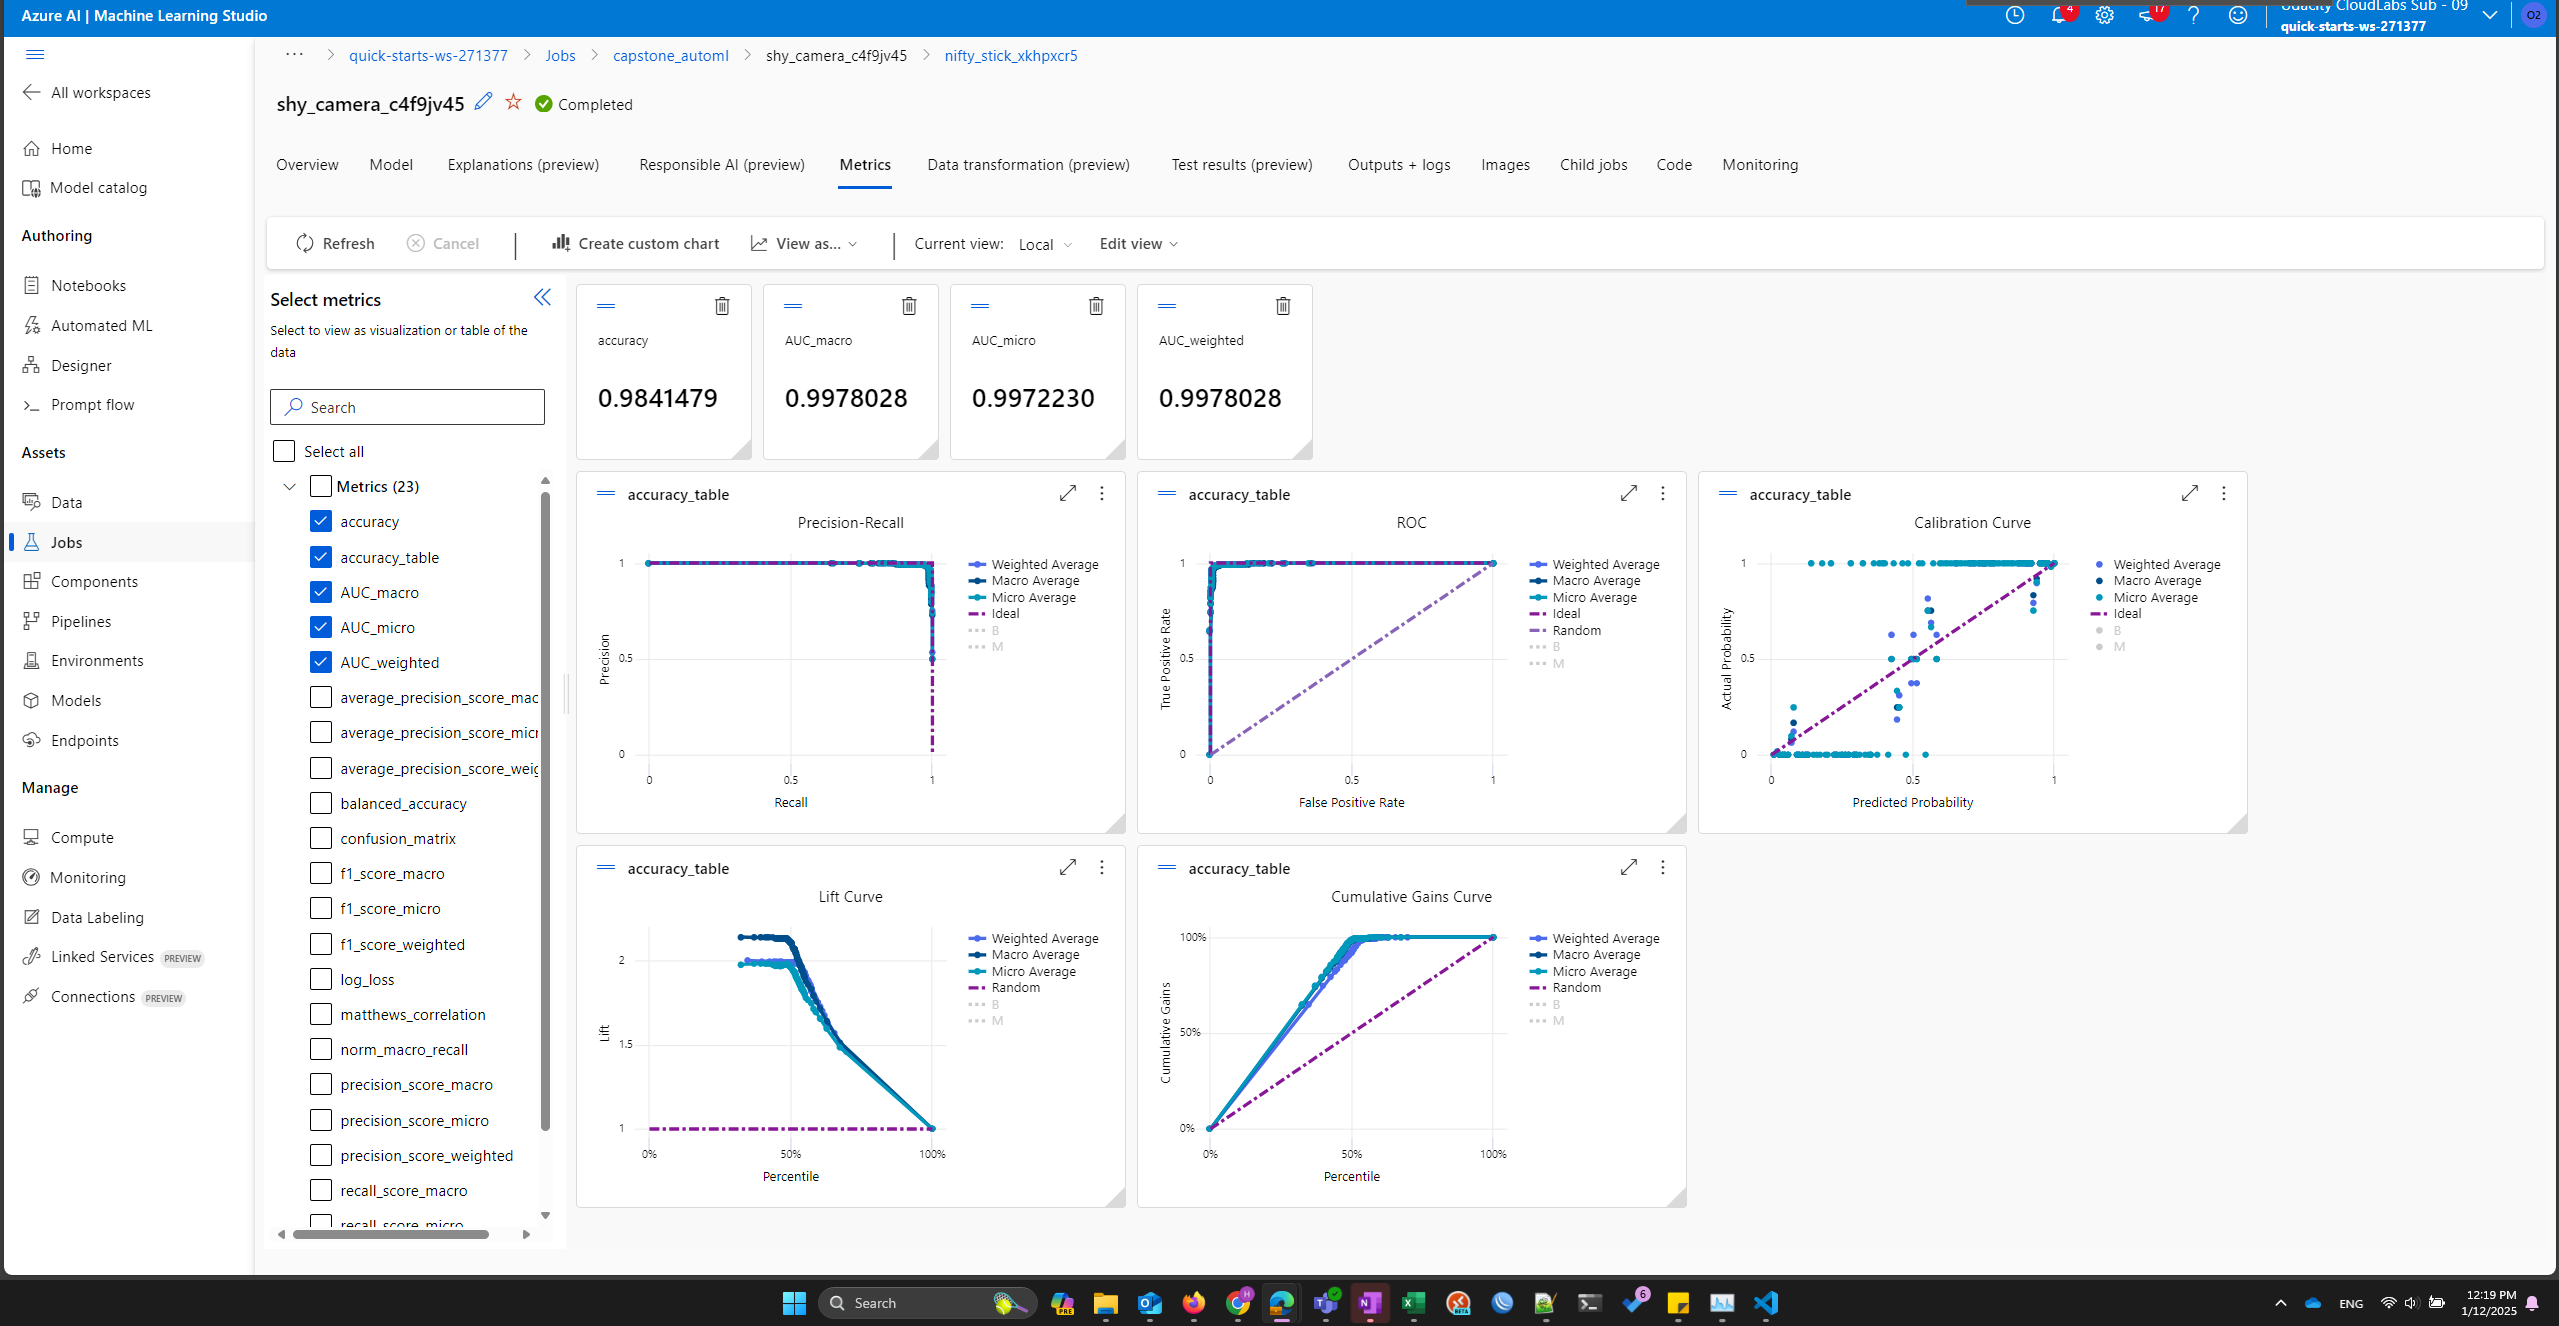 Azure AI | Machine Learning Studio
4
17
Udacity CloudLabs Sub - 09
quick-starts-ws-271377
O2
All workspaces
Home
Model catalog
Authoring
Notebooks
Automated ML
Designer
Prompt flow
Assets
Data
Jobs
Components
Pipelines
Environments
Models
Endpoints
Manage
Compute
Monitoring
Data Labeling
Linked Services PREVIEW
Connections PREVIEW
··· > quick-starts-ws-271377 > Jobs > capstone_automl > shy_camera_c4f9jv45 > nifty_stick_xkhpxcr5
shy_camera_c4f9jv45 Completed
Overview Model Explanations (preview) Responsible AI (preview) Metrics Data transformation (preview) Test results (preview) Outputs + logs Images Child jobs Code Monitoring
Refresh Cancel | Create custom chart View as... | Current view: Local Edit view
Select metrics
Select to view as visualization or table of the
data
Search
Select all
Metrics (23)
accuracy
accuracy_table
AUC_macro
AUC_micro
AUC_weighted
average_precision_score_mac
average_precision_score_micr
average_precision_score_weig
balanced_accuracy
confusion_matrix
f1_score_macro
f1_score_micro
f1_score_weighted
log_loss
matthews_correlation
norm_macro_recall
precision_score_macro
precision_score_micro
precision_score_weighted
recall_score_macro
recall_score_micro
accuracy
0.9841479
AUC_macro
0.9978028
AUC_micro
0.9972230
AUC_weighted
0.9978028
accuracy_table
Precision-Recall
Weighted Average
Macro Average
Micro Average
Ideal
B
M
Precision
1
0.5
0
0 0.5 1
Recall
accuracy_table
ROC
Weighted Average
Macro Average
Micro Average
Ideal
Random
B
M
True Positive Rate
1
0.5
0
0 0.5 1
False Positive Rate
accuracy_table
Calibration Curve
Weighted Average
Macro Average
Micro Average
Ideal
B
M
Actual Probability
1
0.5
0
0 0.5 1
Predicted Probability
accuracy_table
Lift Curve
Weighted Average
Macro Average
Micro Average
Random
B
M
Lift
2
1.5
1
0% 50% 100%
Percentile
accuracy_table
Cumulative Gains Curve
Weighted Average
Macro Average
Micro Average
Random
B
M
Cumulative Gains
100%
50%
0%
0% 50% 100%
Percentile
Search
PRE
H
BETA
6
ENG
12:19 PM
1/12/2025